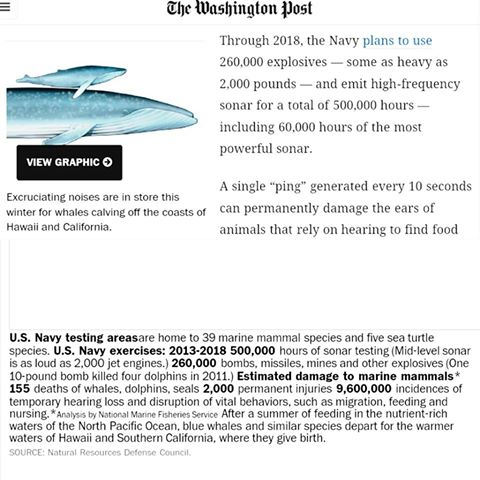 The Washington Post
Through 2018, the Navy plans to use
260,000 explosives — some as heavy as
2,000 pounds — and emit high-frequency
sonar for a total of 500,000 hours —
including 60,000 hours of the most
powerful sonar.
A single “ping” generated every 10 seconds
can permanently damage the ears of
animals that rely on hearing to find food
VIEW GRAPHIC
Excruciating noises are in store this
winter for whales calving off the coasts of
Hawaii and California.
U.S. Navy testing areasare home to 39 marine mammal species and five sea turtle
species. U.S. Navy exercises: 2013-2018 500,000 hours of sonar testing (Mid-level sonar
is as loud as 2,000 jet engines.) 260,000 bombs, missiles, mines and other explosives (One
10-pound bomb killed four dolphins in 2011.) Estimated damage to marine mammals*
155 deaths of whales, dolphins, seals 2,000 permanent injuries 9,600,000 incidences of
temporary hearing loss and disruption of vital behaviors, such as migration, feeding and
nursing.*Analysis by National Marine Fisheries Service After a summer of feeding in the nutrient-rich
waters of the North Pacific Ocean, blue whales and similar species depart for the warmer
waters of Hawaii and Southern California, where they give birth.
SOURCE: Natural Resources Defense Council.